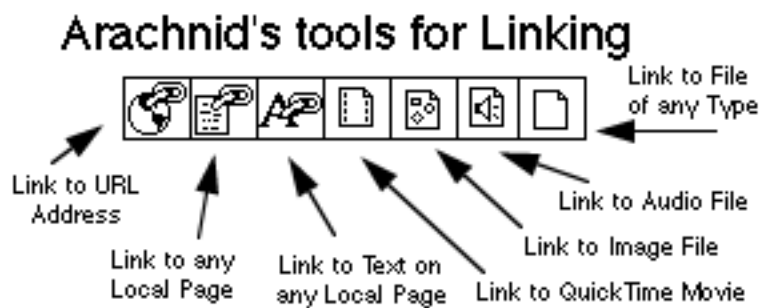 Arachnid's tools for Linking
Link to File
of any Type
Link to URL
Address
Link to Audio File
Link to any
Local Page
Link to Text on
any Local Page
Link to Image File
Link to QuickTime Movie